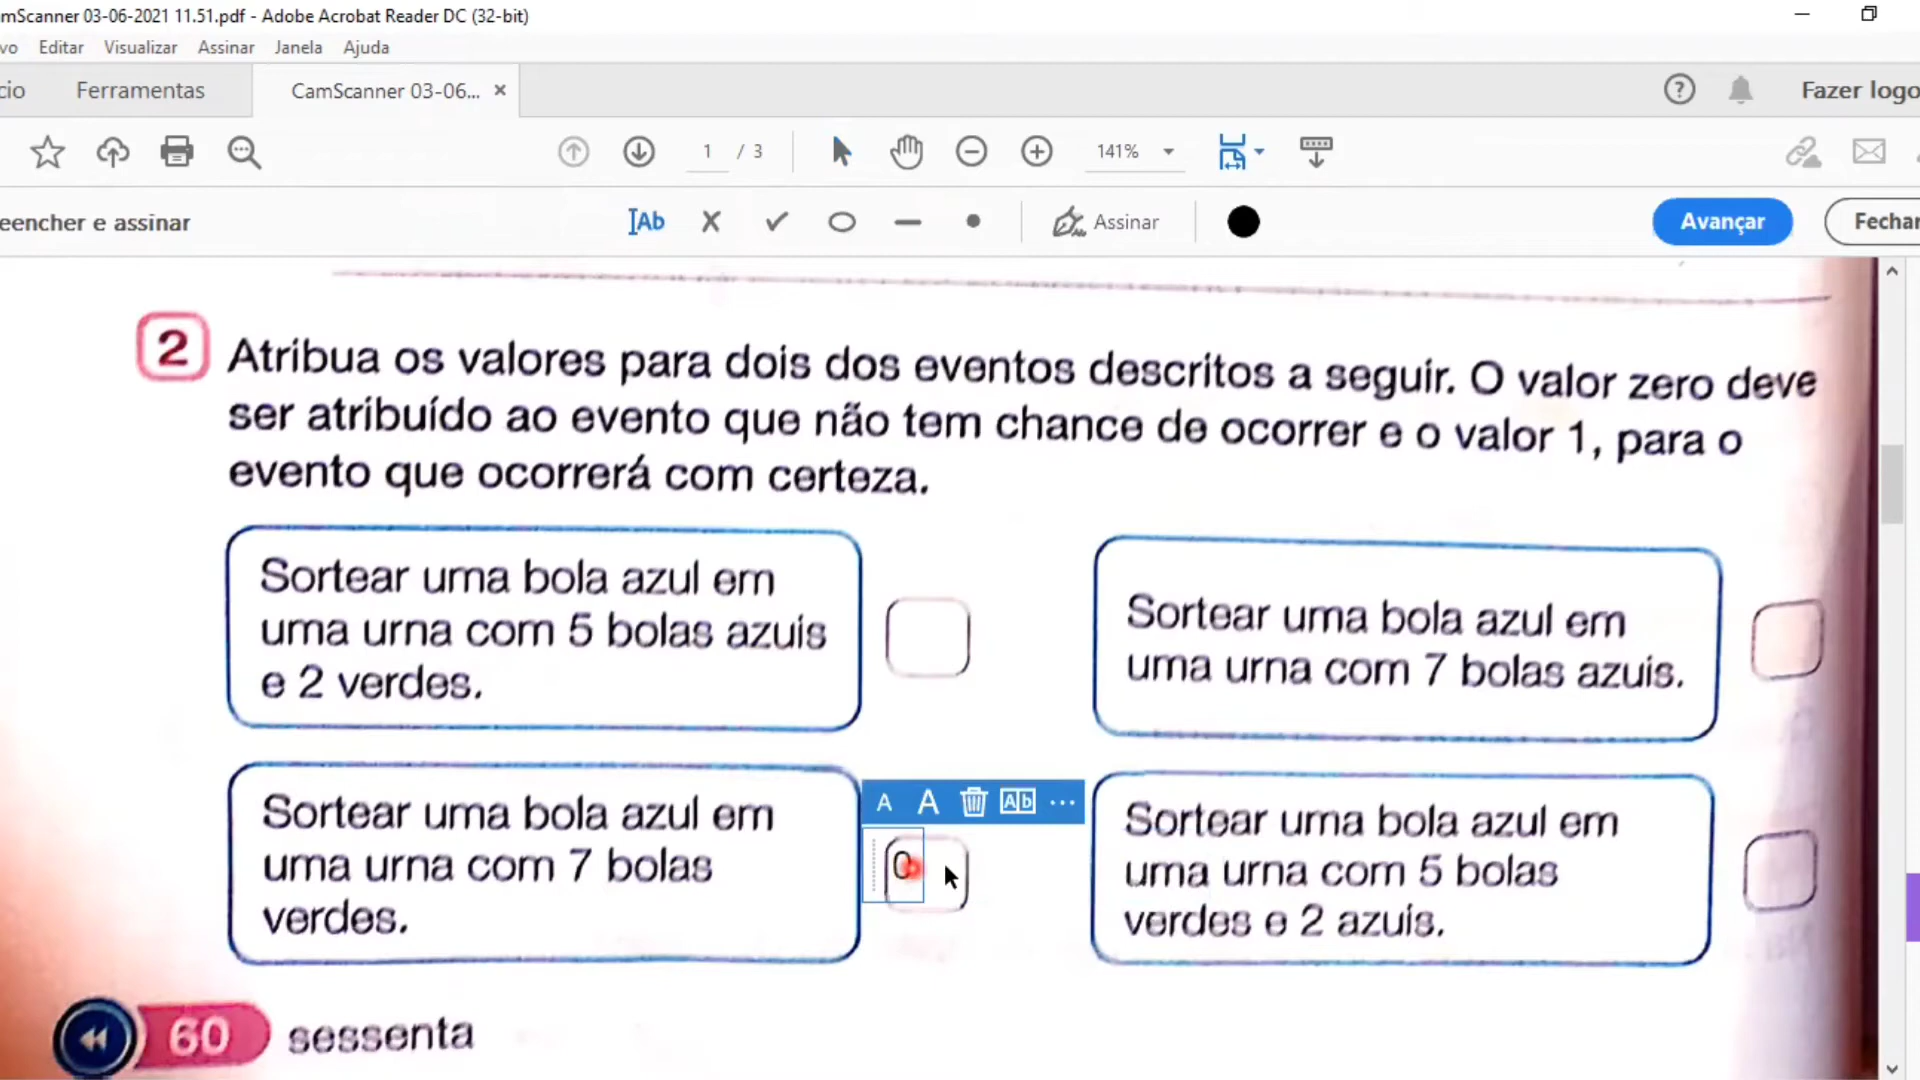 mScanner 03-06-2021 11.51.pdf - Adobe Acrobat Reader DC (32-bit)
vo Editar Visualizar Assinar Janela Ajuda
cio Ferramentas CamScanner 03-06... × Fazer logo
1 / 3 141%
eencher e assinar Ab Assinar Avançar Fechar
2 Atribua os valores para dois dos eventos descritos a seguir. O valor zero deve
ser atribuído ao evento que não tem chance de ocorrer e o valor 1, para o
evento que ocorrerá com certeza.
Sortear uma bola azul em
uma urna com 5 bolas azuis
e 2 verdes.
Sortear uma bola azul em
uma urna com 7 bolas azuis.
A A Ab ...
Sortear uma bola azul em
uma urna com 7 bolas
verdes.
0
Sortear uma bola azul em
uma urna com 5 bolas
verdes e 2 azuis.
60 sessenta